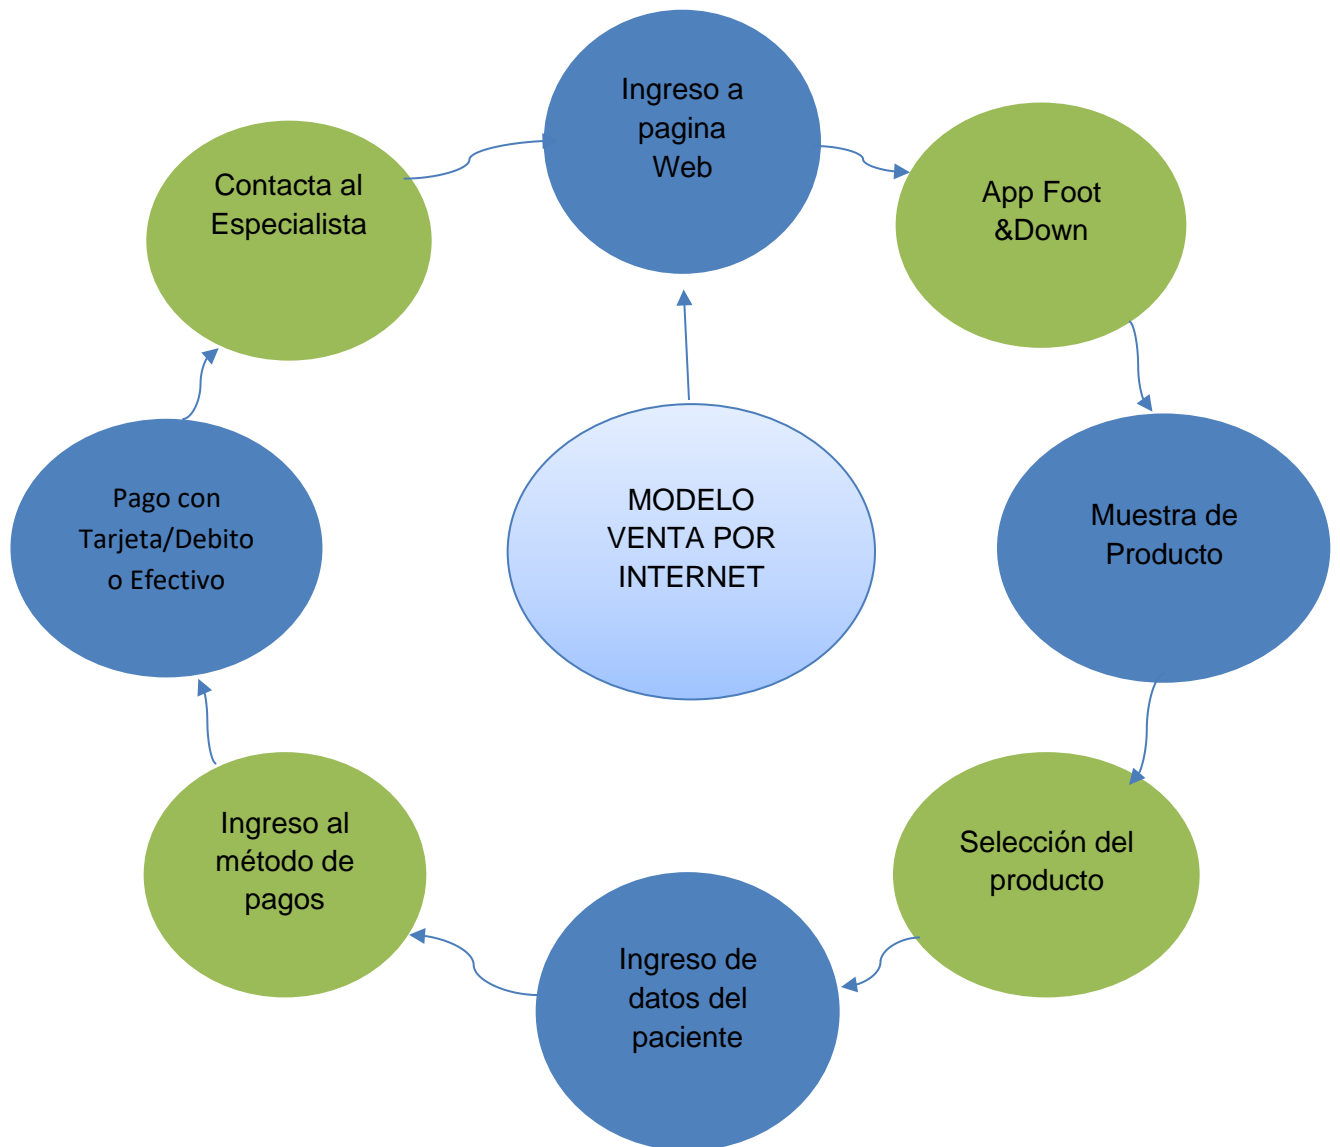 Ingreso a
pagina
Web
App Foot
&Down
Muestra de
Producto
Selección del
producto
Ingreso de
datos del
paciente
Ingreso al
método de
pagos
Pago con
Tarjeta/Debito
o Efectivo
Contacta al
Especialista
MODELO
VENTA POR
INTERNET